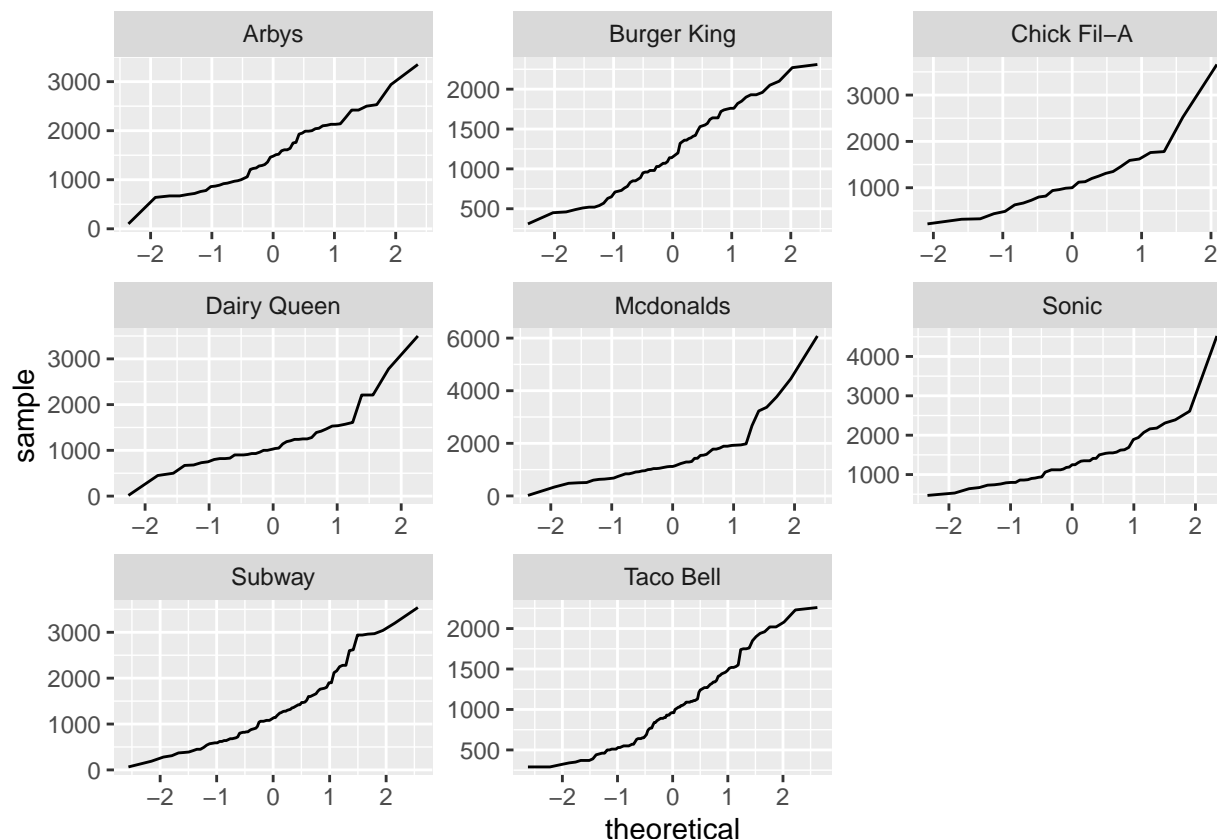 Arbys
Burger King
Chick Fil−A
3000
2000
1000
0
−2 −1 0 1 2
2000
1500
1000
500
−2 −1 0 1 2
3000
2000
1000
−2 −1 0 1 2
Dairy Queen
Mcdonalds
Sonic
3000
2000
1000
0
−2 −1 0 1 2
6000
4000
2000
0
−2 −1 0 1 2
4000
3000
2000
1000
−2 −1 0 1 2
Subway
Taco Bell
3000
2000
1000
0
−2 −1 0 1 2
2000
1500
1000
500
−2 −1 0 1 2
sample
theoretical